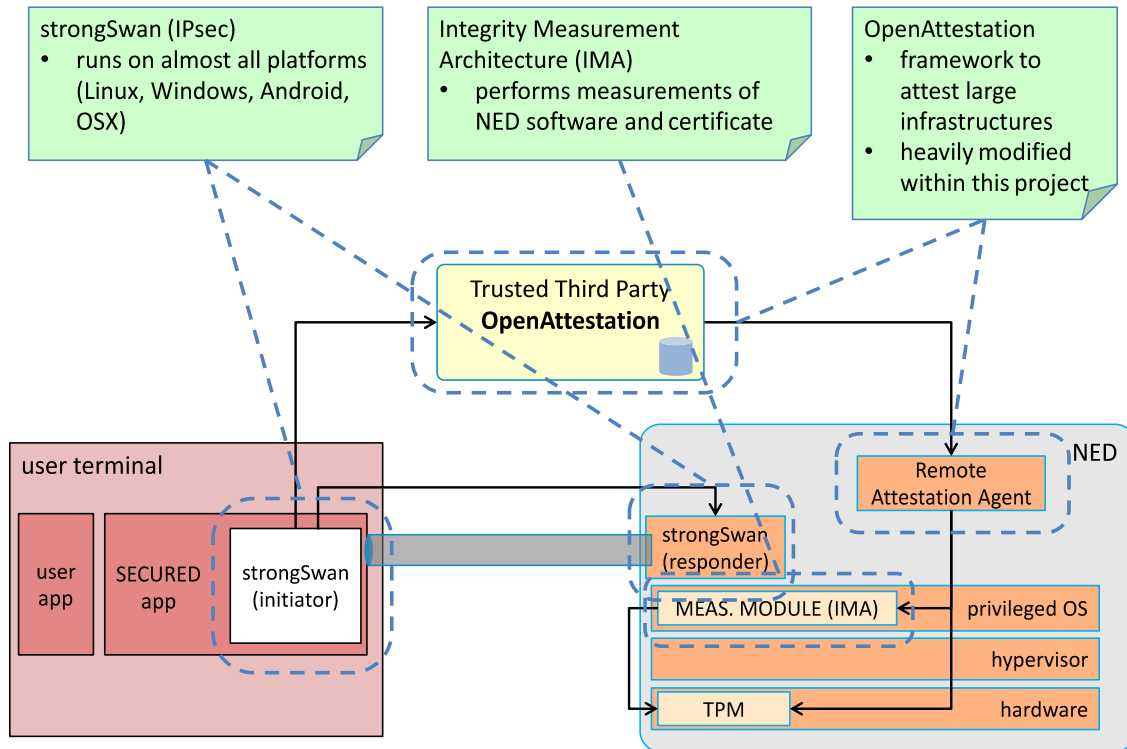 strongSwan (IPsec)
• runs on almost all platforms
(Linux, Windows, Android,
OSX)
Integrity Measurement
Architecture (IMA)
• performs measurements of
NED software and certificate
OpenAttestation
• framework to
attest large
infrastructures
• heavily modified
within this project
Trusted Third Party
OpenAttestation
user terminal
user
app
SECURED
app
strongSwan
(initiator)
NED
Remote
Attestation Agent
strongSwan
(responder)
MEAS. MODULE (IMA)
privileged OS
hypervisor
TPM
hardware